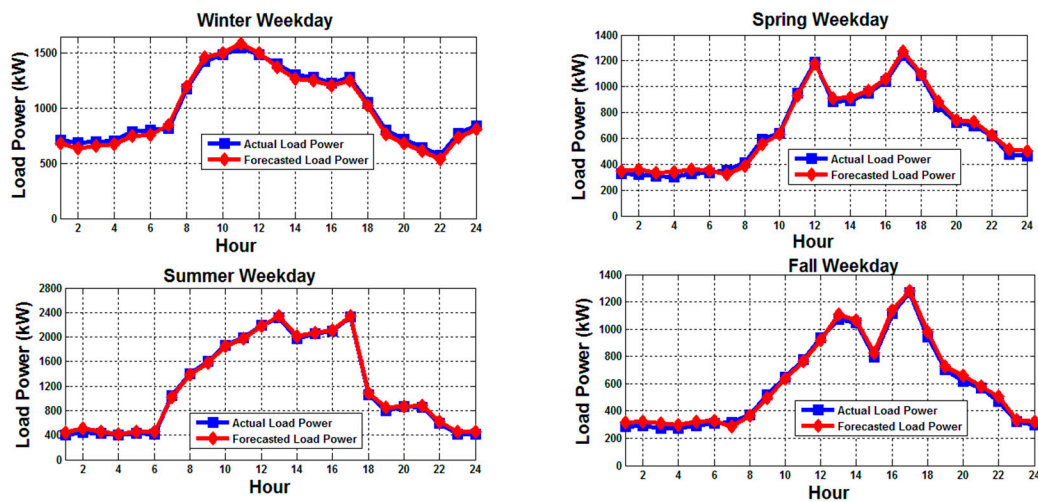 Winter Weekday
Load Power (kW)
1500
1000
500
0
Actual Load Power
Forecasted Load Power
2 4 6 8 10 12 14 16 18 20 22 24
Hour
Spring Weekday
Load Power (kW)
1400
1200
1000
800
600
400
200
0
Actual Load Power
Forecasted Load Power
2 4 6 8 10 12 14 16 18 20 22 24
Hour
Summer Weekday
Load Power (kW)
2800
2400
2000
1600
1200
800
400
0
Actual Load Power
Forecasted Load Power
2 4 6 8 10 12 14 16 18 20 22 24
Hour
Fall Weekday
Load Power (kW)
1400
1200
1000
800
600
400
200
0
Actual Load Power
Forecasted Load Power
2 4 6 8 10 12 14 16 18 20 22 24
Hour